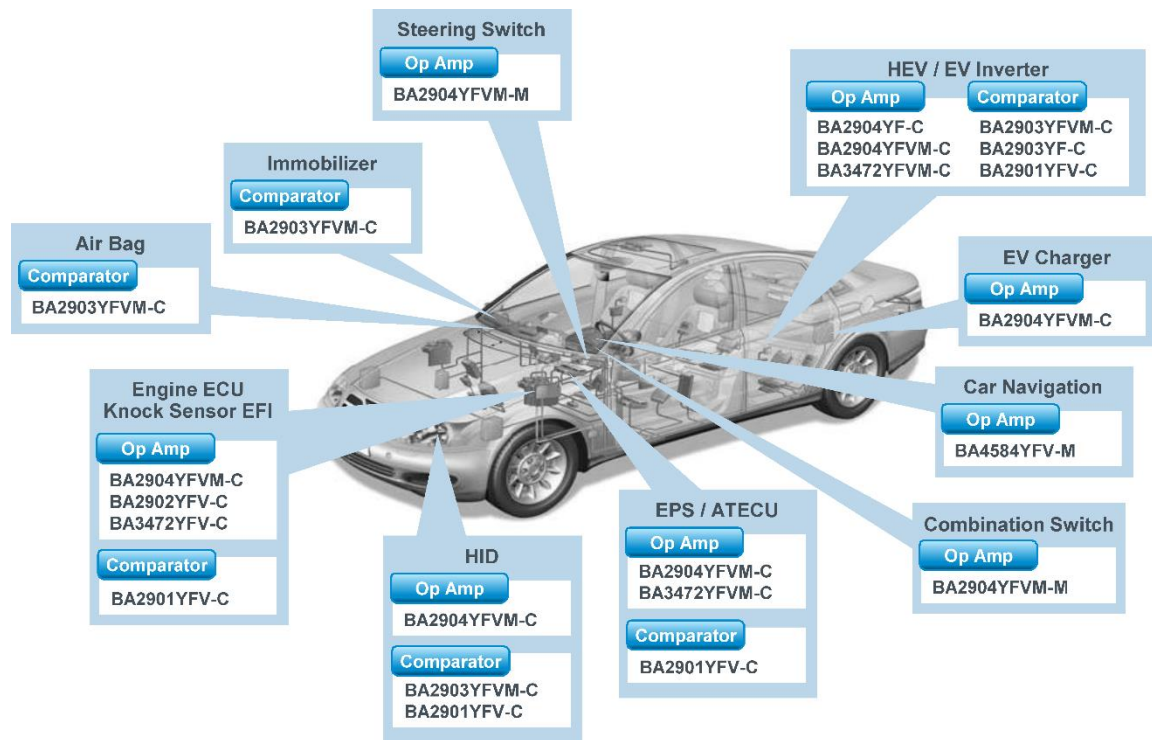 Steering Switch
Op Amp
BA2904YFVM-M
HEV / EV Inverter
Op Amp
BA2904YF-C
BA2904YFVM-C
BA3472YFVM-C
Comparator
BA2903YFVM-C
BA2903YF-C
BA2901YFV-C
Immobilizer
Comparator
BA2903YFVM-C
Air Bag
Comparator
BA2903YFVM-C
EV Charger
Op Amp
BA2904YFVM-C
Engine ECU
Knock Sensor EFI
Op Amp
BA2904YFVM-C
BA2902YFV-C
BA3472YFV-C
Comparator
BA2901YFV-C
Car Navigation
Op Amp
BA4584YFV-M
HID
Op Amp
BA2904YFVM-C
Comparator
BA2903YFVM-C
BA2901YFV-C
EPS / ATECU
Op Amp
BA2904YFVM-C
BA3472YFVM-C
Comparator
BA2901YFV-C
Combination Switch
Op Amp
BA2904YFVM-M